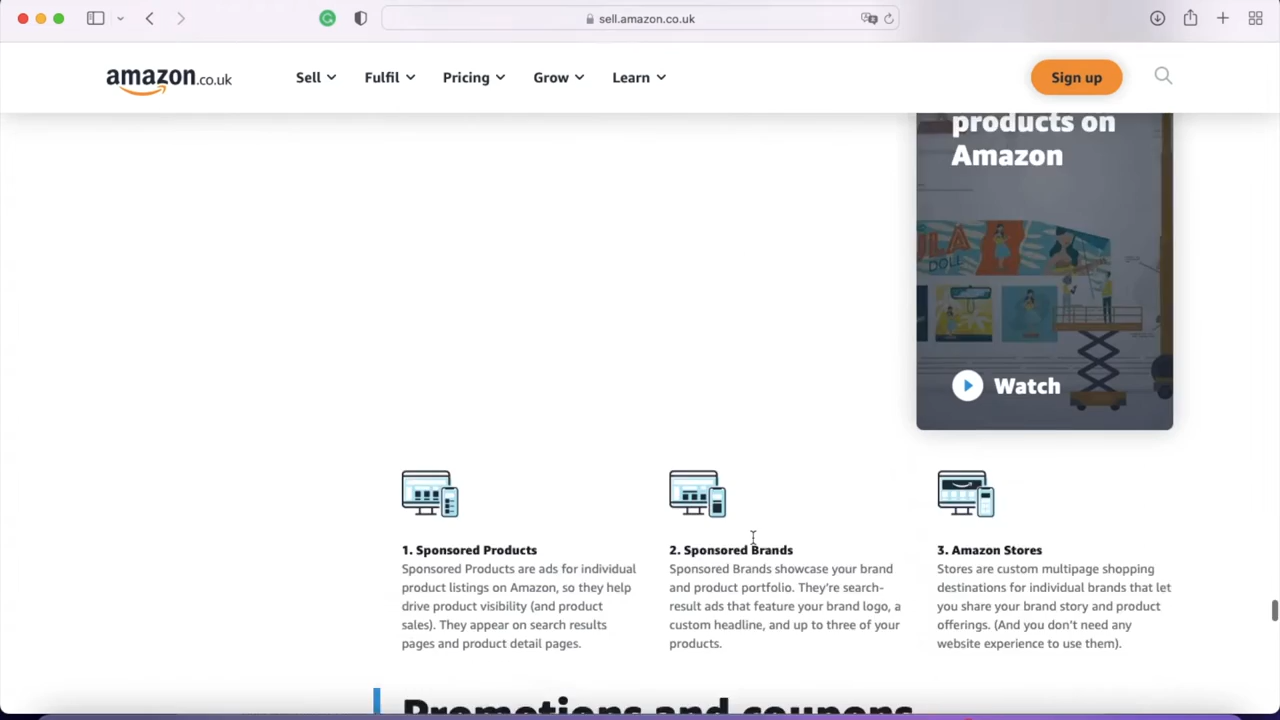 sell.amazon.co.uk
amazon.co.uk
Sell
Fulfil
Pricing
Grow
Learn
Sign up
products on
Amazon
ULA
DOLL
Watch
1. Sponsored Products
Sponsored Products are ads for individual
product listings on Amazon, so they help
drive product visibility (and product
sales). They appear on search results
pages and product detail pages.
2. Sponsored Brands
Sponsored Brands showcase your brand
and product portfolio. They’re search-
result ads that feature your brand logo, a
custom headline, and up to three of your
products.
3. Amazon Stores
Stores are custom multipage shopping
destinations for individual brands that let
you share your brand story and product
offerings. (And you don’t need any
website experience to use them).
Promotions and coupons